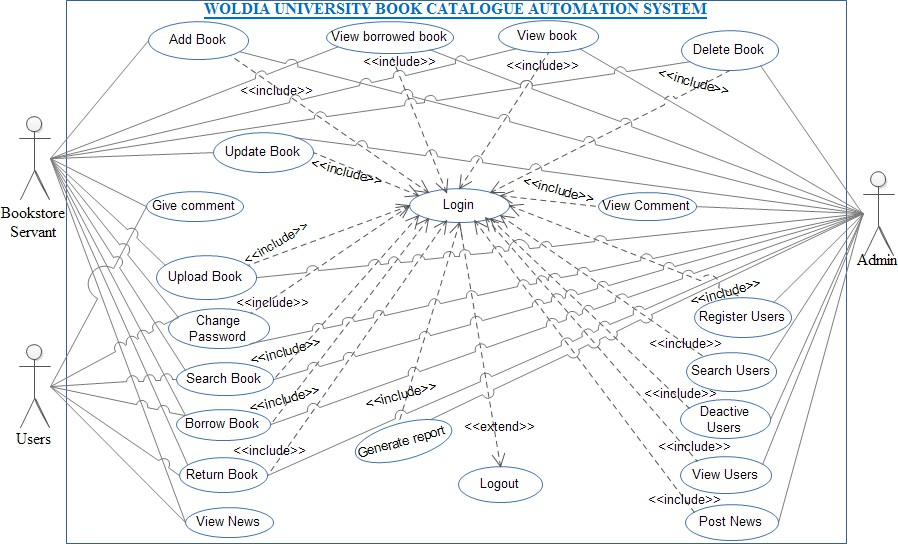 WOLDIA UNIVERSITY BOOK CATALOGUE AUTOMATION SYSTEM
Add Book
View borrowed book
View book
Delete Book
<<include>>
<<include>>
<<include>>
<<include>>
Update Book
<<include>>
<<include>>
Bookstore
Servant
Give comment
Login
View Comment
Admin
<<include>>
Upload Book
<<include>>
<<include>>
Register Users
Change
Password
<<include>>
<<include>>
Search Book
Search Users
Users
<<include>>
<<include>>
<<include>>
Borrow Book
Deactive
Users
Generate report
<<extend>>
<<include>>
<<include>>
Return Book
View Users
Logout
<<include>>
View News
Post News